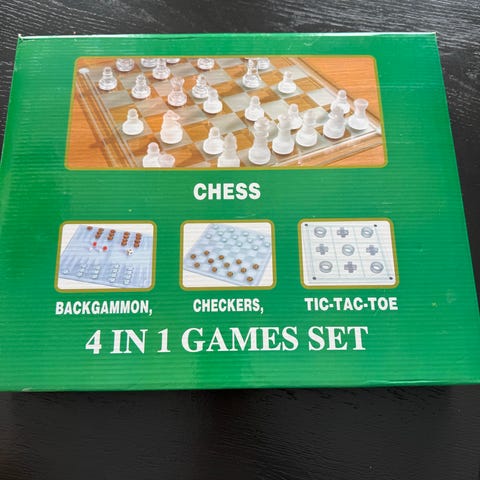 CHESS
BACKGAMMON, CHECKERS, TIC-TAC-TOE
4 IN 1 GAMES SET